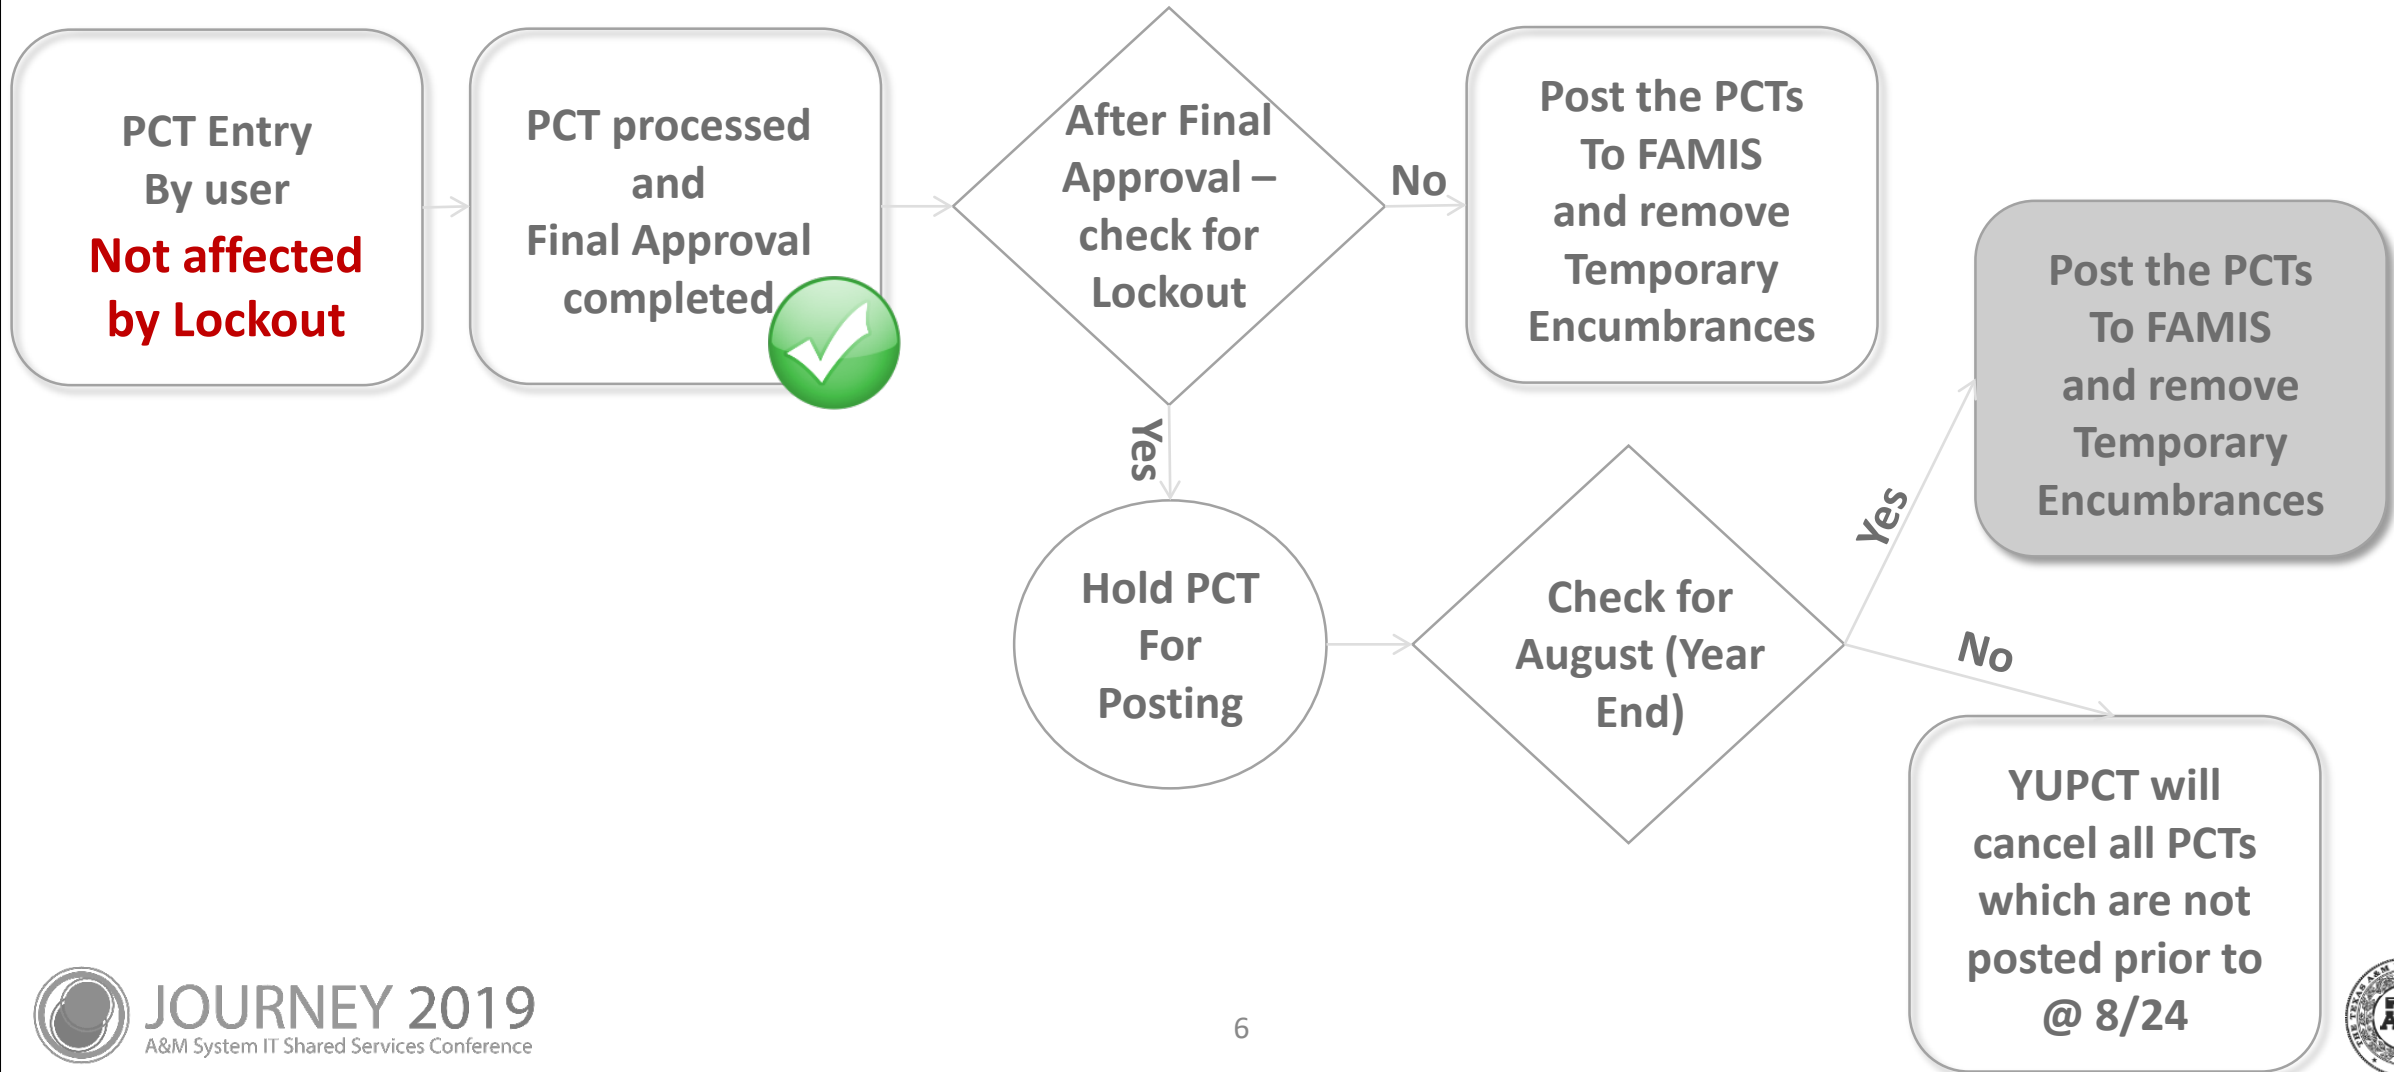 PCT Entry
By user
Not affected
by Lockout
PCT processed
and
Final Approval
completed
After Final
Approval –
check for
Lockout
No
Post the PCTs
To FAMIS
and remove
Temporary
Encumbrances
Yes
Hold PCT
For
Posting
Check for
August (Year
End)
Yes
Post the PCTs
To FAMIS
and remove
Temporary
Encumbrances
No
YUPCT will
cancel all PCTs
which are not
posted prior to
@ 8/24
JOURNEY 2019
A&M System IT Shared Services Conference
6